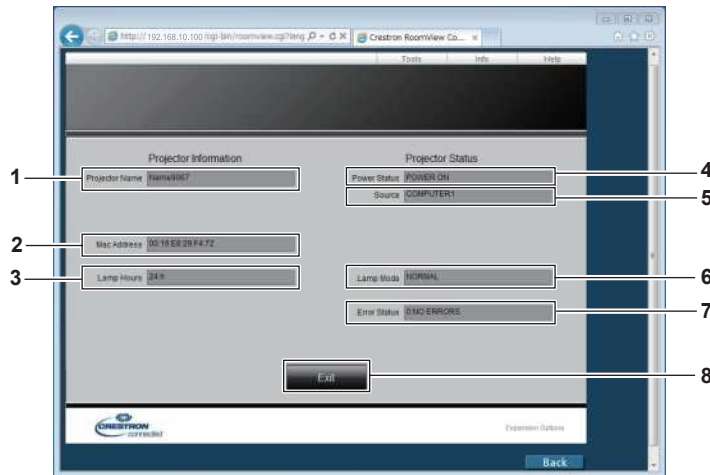 http://192.168.10.100/cgi-bin/roomview.cgi?lang
Crestron RoomView Co...
Tools Info Help
Projector Information Projector Status
1 Projector Name Name9067 Power Status POWER ON 4
Source COMPUTER1 5
2 Mac Address
3 Lamp Hours 24 h Lamp Mode NORMAL 6
Error Status 0:NO ERRORS 7
Exit 8
CRESTRON
connected
Expansion Options
Back